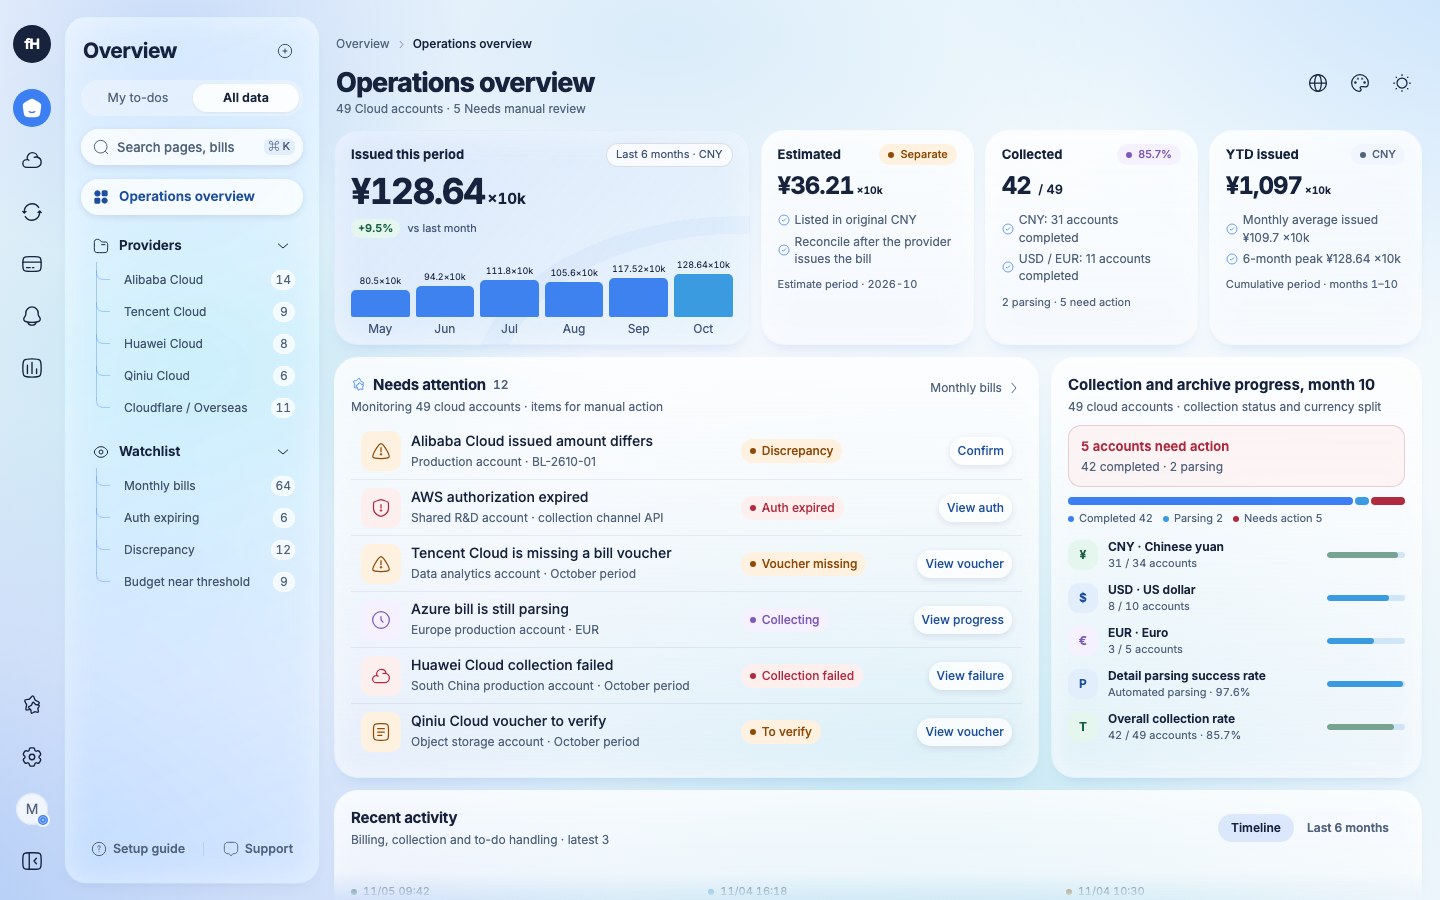 fH
Overview
My to-dos
All data
Search pages, bills
⌘ K
Operations overview
Providers
Alibaba Cloud 14
Tencent Cloud 9
Huawei Cloud 8
Qiniu Cloud 6
Cloudflare / Overseas 11
Watchlist
Monthly bills 64
Auth expiring 6
Discrepancy 12
Budget near threshold 9
M
Setup guide
Support
Overview > Operations overview
Operations overview
49 Cloud accounts · 5 Needs manual review
Issued this period
Last 6 months · CNY
¥128.64 ×10k
+9.5% vs last month
80.5×10k
94.2×10k
111.8×10k
105.6×10k
117.52×10k
128.64×10k
May
Jun
Jul
Aug
Sep
Oct
Estimated
Separate
¥36.21 ×10k
Listed in original CNY
Reconcile after the provider
issues the bill
Estimate period · 2026-10
Collected
85.7%
42 / 49
CNY: 31 accounts
completed
USD / EUR: 11 accounts
completed
2 parsing · 5 need action
YTD issued
CNY
¥1,097 ×10k
Monthly average issued
¥109.7 ×10k
6-month peak ¥128.64 ×10k
Cumulative period · months 1–10
Needs attention 12
Monthly bills
Monitoring 49 cloud accounts · items for manual action
Alibaba Cloud issued amount differs
Production account · BL-2610-01
Discrepancy
Confirm
AWS authorization expired
Shared R&D account · collection channel API
Auth expired
View auth
Tencent Cloud is missing a bill voucher
Data analytics account · October period
Voucher missing
View voucher
Azure bill is still parsing
Europe production account · EUR
Collecting
View progress
Huawei Cloud collection failed
South China production account · October period
Collection failed
View failure
Qiniu Cloud voucher to verify
Object storage account · October period
To verify
View voucher
Collection and archive progress, month 10
49 cloud accounts · collection status and currency split
5 accounts need action
42 completed · 2 parsing
Completed 42
Parsing 2
Needs action 5
¥
CNY · Chinese yuan
31 / 34 accounts
$
USD · US dollar
8 / 10 accounts
€
EUR · Euro
3 / 5 accounts
P
Detail parsing success rate
Automated parsing · 97.6%
T
Overall collection rate
42 / 49 accounts · 85.7%
Recent activity
Billing, collection and to-do handling · latest 3
Timeline
Last 6 months
11/05 09:42
11/04 16:18
11/04 10:30